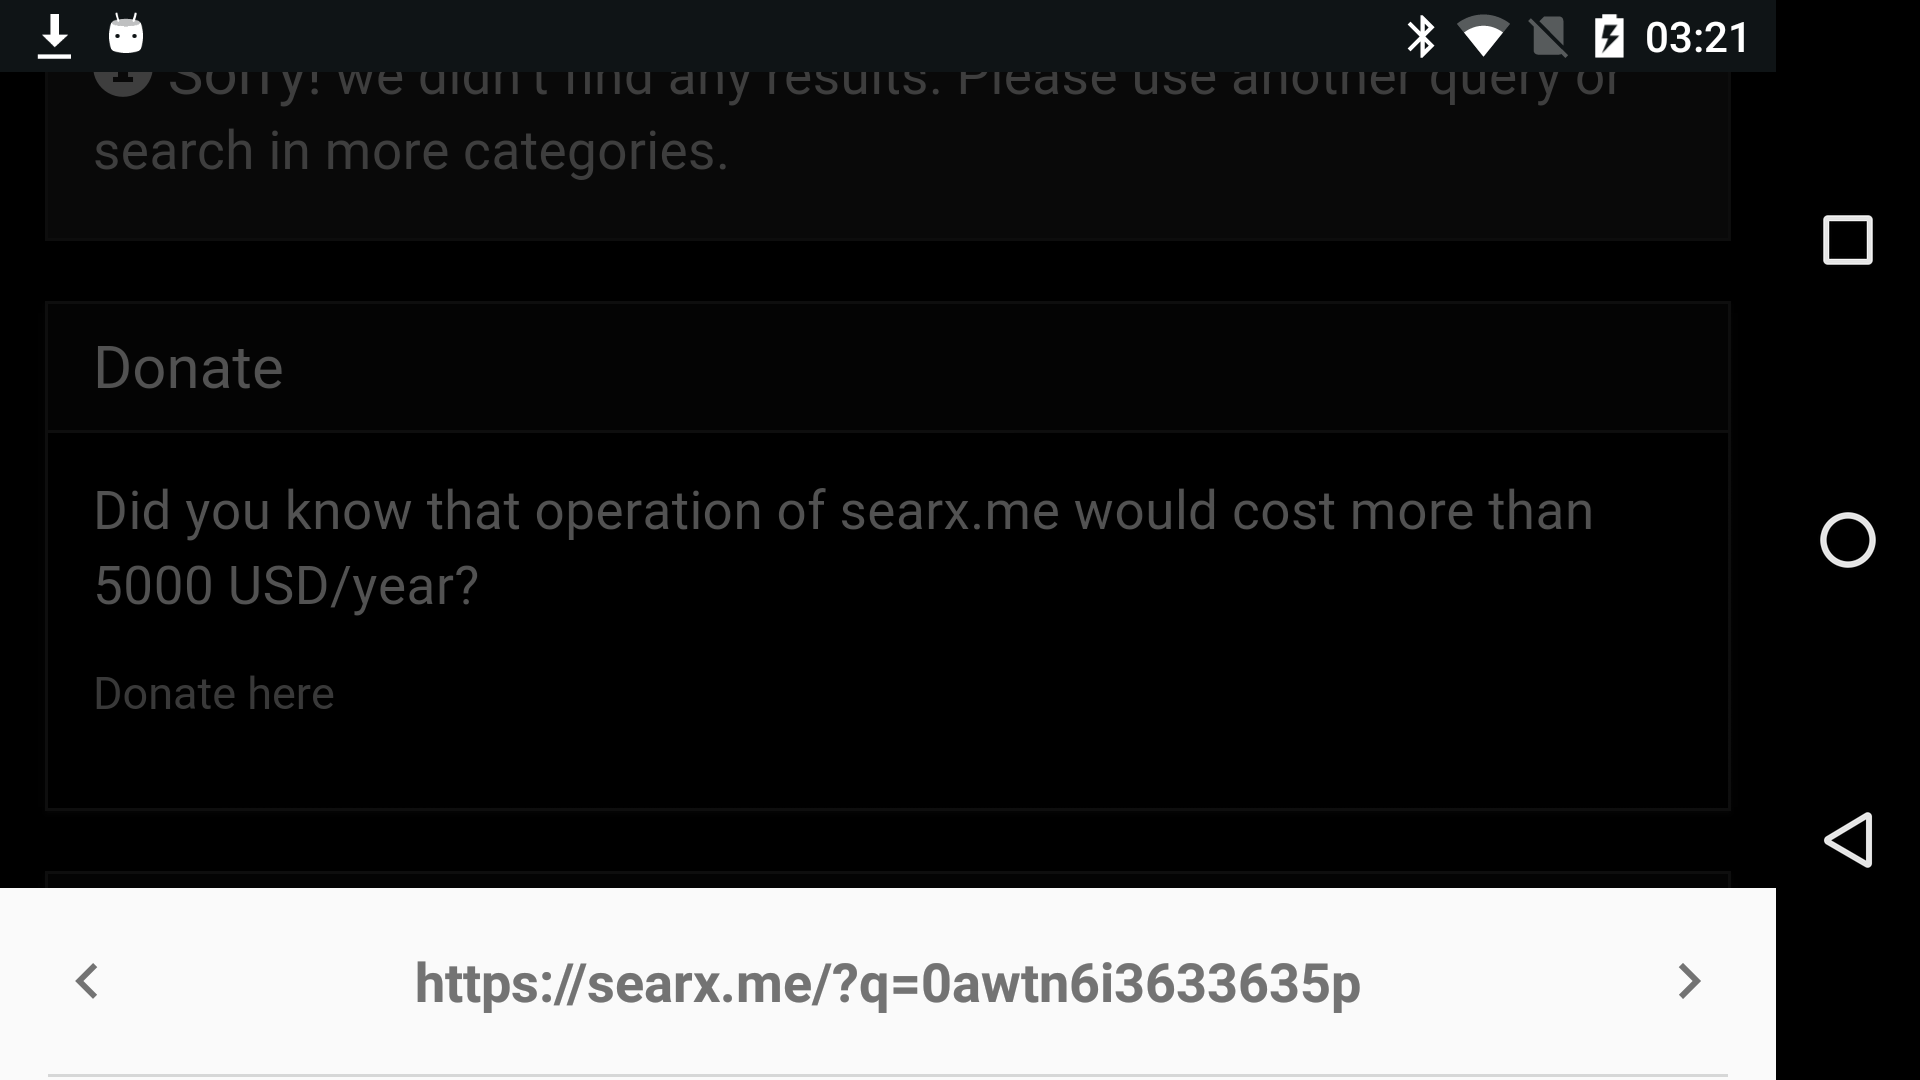 03:21
Sorry! we didn't find any results. Please use another query or
search in more categories.
Donate
Did you know that operation of searx.me would cost more than
5000 USD/year?
Donate here
https://searx.me/?q=0awtn6i3633635p